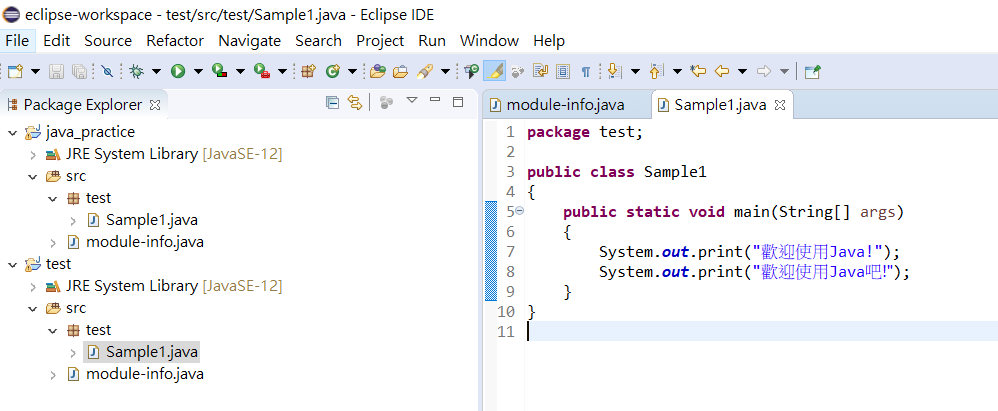 eclipse-workspace - test/src/test/Sample1.java - Eclipse IDE
File Edit Source Refactor Navigate Search Project Run Window Help
Package Explorer
java_practice
JRE System Library [JavaSE-12]
src
test
Sample1.java
module-info.java
test
JRE System Library [JavaSE-12]
src
test
Sample1.java
module-info.java
module-info.java Sample1.java
1 package test;
2
3 public class Sample1
4 {
5 public static void main(String[] args)
6 {
7 System.out.print("歡迎使用Java!");
8 System.out.print("歡迎使用Java吧!");
9 }
10 }
11